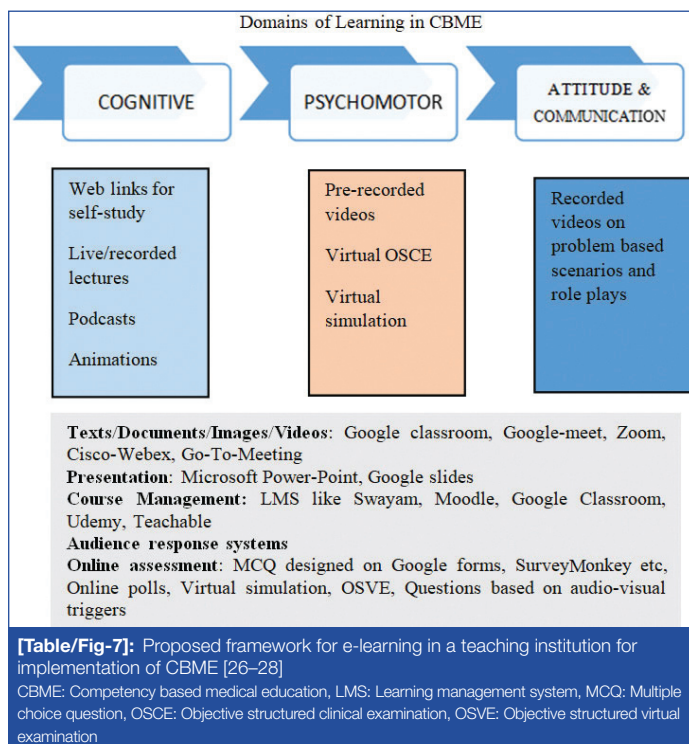 Domains of Learning in CBME
COGNITIVE
PSYCHOMOTOR
ATTITUDE &
COMMUNICATION
Web links for
self-study
Live/recorded
lectures
Podcasts
Animations
Pre-recorded
videos
Virtual OSCE
Virtual
simulation
Recorded
videos on
problem based
scenarios and
role plays
Texts/Documents/Images/Videos: Google classroom, Google-meet, Zoom,
Cisco-Webex, Go-To-Meeting
Presentation: Microsoft Power-Point, Google slides
Course Management: LMS like Swayam, Moodle, Google Classroom,
Udemy, Teachable
Audience response systems
Online assessment: MCQ designed on Google forms, SurveyMonkey etc,
Online polls, Virtual simulation, OSVE, Questions based on audio-visual
triggers
[Table/Fig-7]: Proposed framework for e-learning in a teaching institution for
implementation of CBME [26–28]
CBME: Competency based medical education, LMS: Learning management system, MCQ: Multiple
choice question, OSCE: Objective structured clinical examination, OSVE: Objective structured virtual
examination